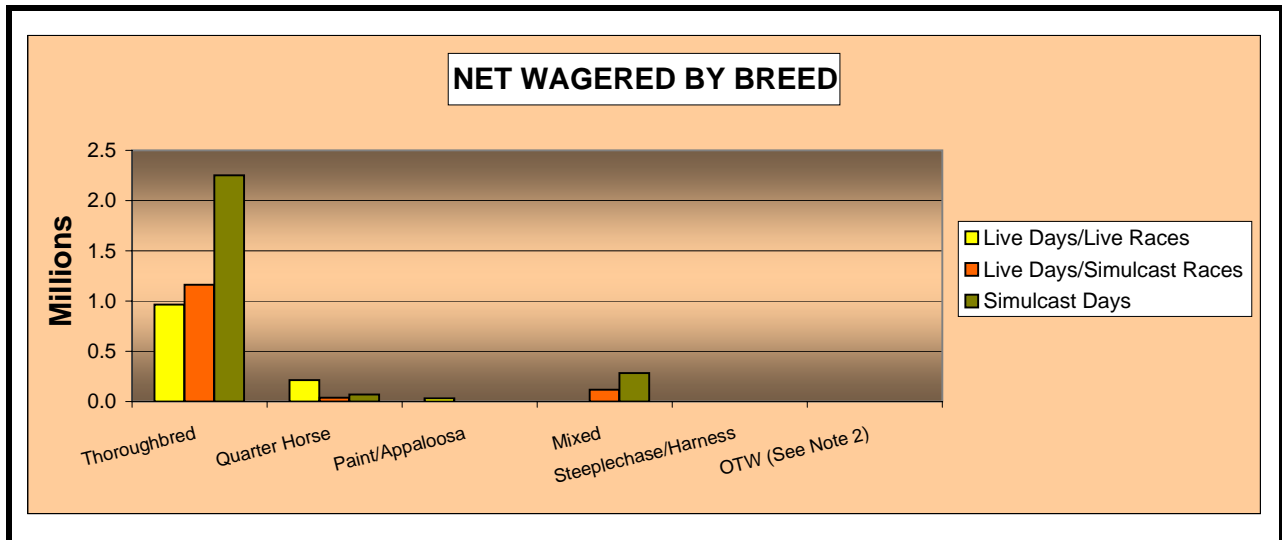 NET WAGERED BY BREED
2.5
2.0
1.5
1.0
0.5
0.0
Millions
Thoroughbred
Quarter Horse
Paint/Appaloosa
Mixed
Steeplechase/Harness
OTW (See Note 2)
Live Days/Live Races
Live Days/Simulcast Races
Simulcast Days